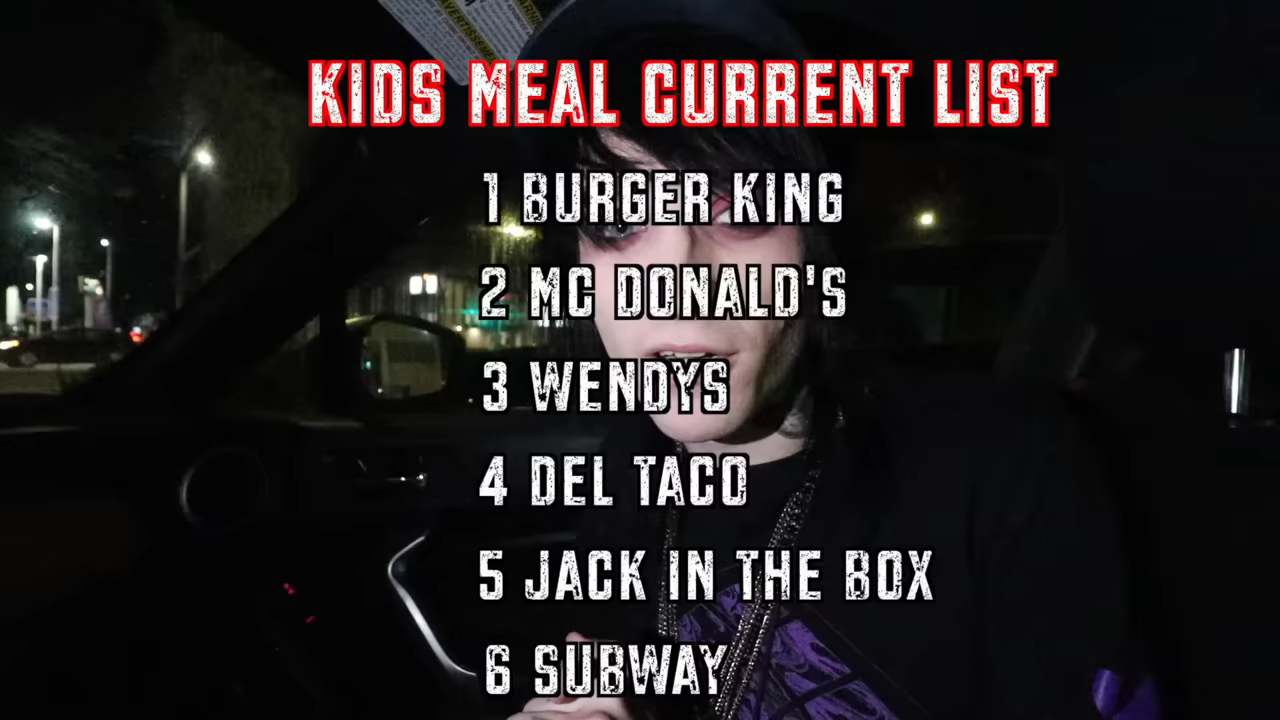 KIDS MEAL CURRENT LIST
1 BURGER KING
2 MC DONALD'S
3 WENDYS
4 DEL TACO
5 JACK IN THE BOX
6 SUBWAY